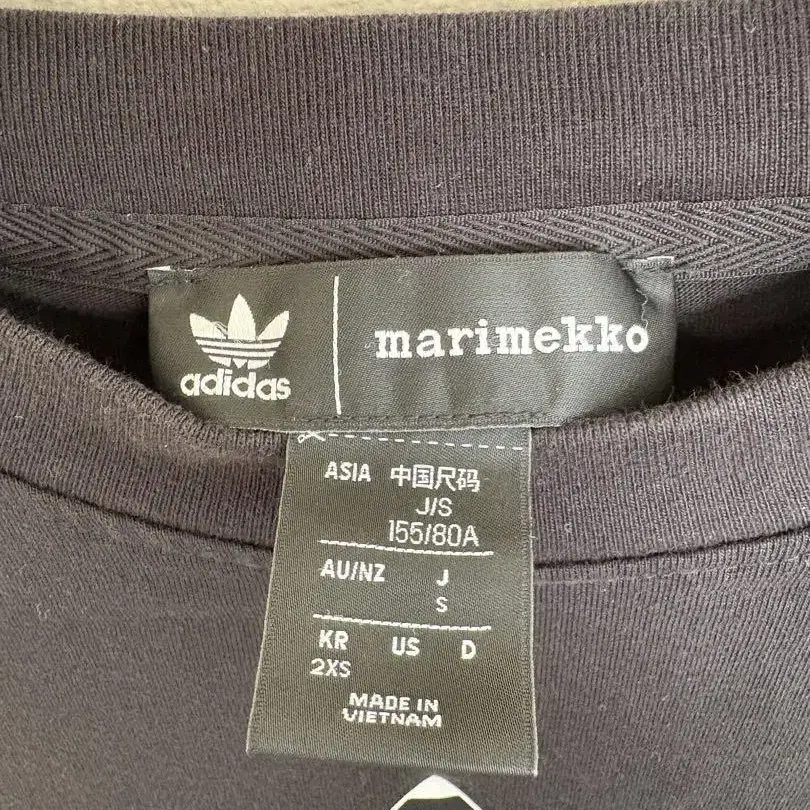 adidas
marimekko
ASIA 中国尺码
J/S
155/80A
AU/NZ J
S
KR US D
2XS
MADE IN
VIETNAM